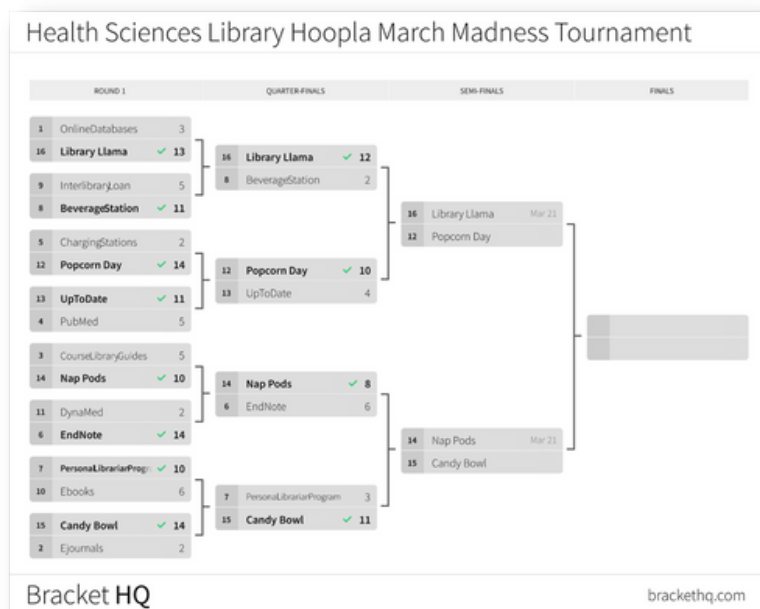 Health Sciences Library Hoopla March Madness Tournament
ROUND 1
QUARTER-FINALS
SEMI-FINALS
FINALS
1 OnlineDatabases 3
16 Library Llama ✓ 13
9 InterlibraryLoan 5
8 BeverageStation ✓ 11
5 ChargingStations 2
12 Popcorn Day ✓ 14
13 UpToDate ✓ 11
4 PubMed 5
3 CourseLibraryGuides 5
14 Nap Pods ✓ 10
11 DynaMed 2
6 EndNote ✓ 14
7 PersonalLibrarianProgr ✓ 10
10 Ebooks 6
15 Candy Bowl ✓ 14
2 Ejournals 2
16 Library Llama ✓ 12
8 BeverageStation 2
12 Popcorn Day ✓ 10
13 UpToDate 4
14 Nap Pods ✓ 8
6 EndNote 6
7 PersonalLibrarianProgram 3
15 Candy Bowl ✓ 11
16 Library Llama Mar 21
12 Popcorn Day
14 Nap Pods Mar 21
15 Candy Bowl
Bracket HQ
brackethq.com